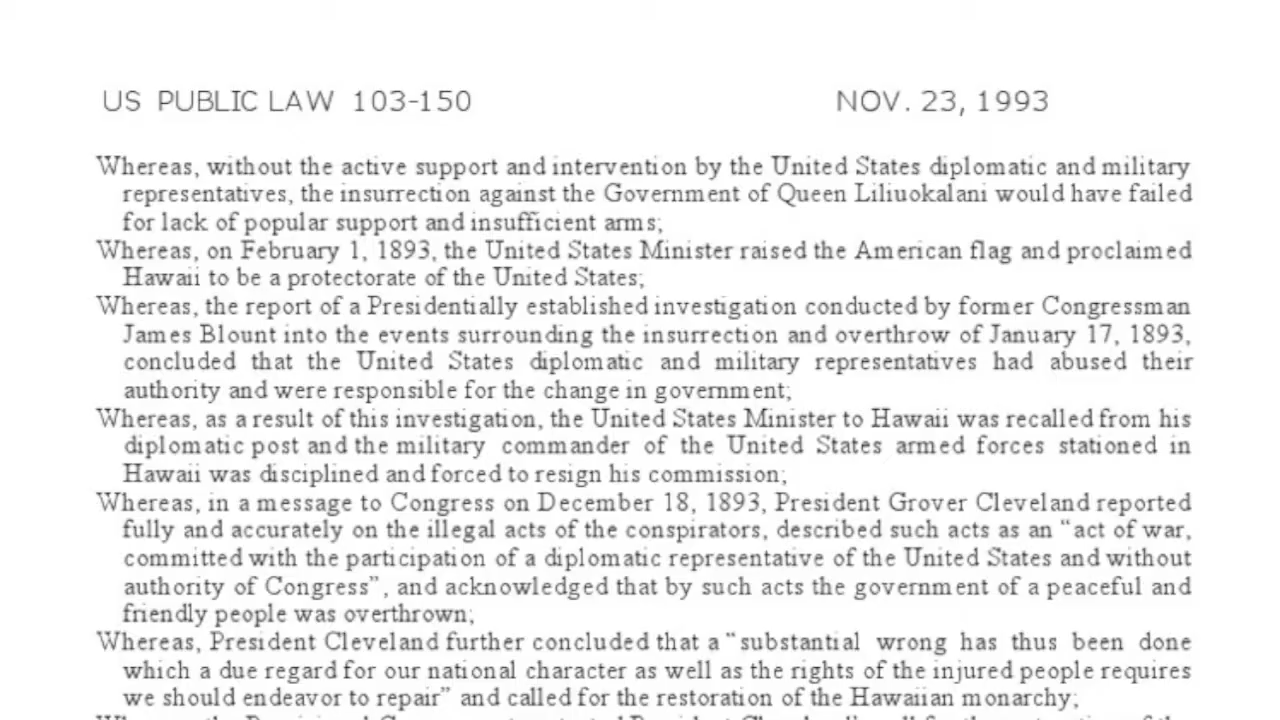 US PUBLIC LAW 103-150 NOV. 23, 1993
Whereas, without the active support and intervention by the United States diplomatic and military
representatives, the insurrection against the Government of Queen Liliuokalani would have failed
for lack of popular support and insufficient arms;
Whereas, on February 1, 1893, the United States Minister raised the American flag and proclaimed
Hawaii to be a protectorate of the United States;
Whereas, the report of a Presidentially established investigation conducted by former Congressman
James Blount into the events surrounding the insurrection and overthrow of January 17, 1893,
concluded that the United States diplomatic and military representatives had abused their
authority and were responsible for the change in government;
Whereas, as a result of this investigation, the United States Minister to Hawaii was recalled from his
diplomatic post and the military commander of the United States armed forces stationed in
Hawaii was disciplined and forced to resign his commission;
Whereas, in a message to Congress on December 18, 1893, President Grover Cleveland reported
fully and accurately on the illegal acts of the conspirators, described such acts as an “act of war,
committed with the participation of a diplomatic representative of the United States and without
authority of Congress”, and acknowledged that by such acts the government of a peaceful and
friendly people was overthrown;
Whereas, President Cleveland further concluded that a “substantial wrong has thus been done
which a due regard for our national character as well as the rights of the injured people requires
we should endeavor to repair” and called for the restoration of the Hawaiian monarchy;